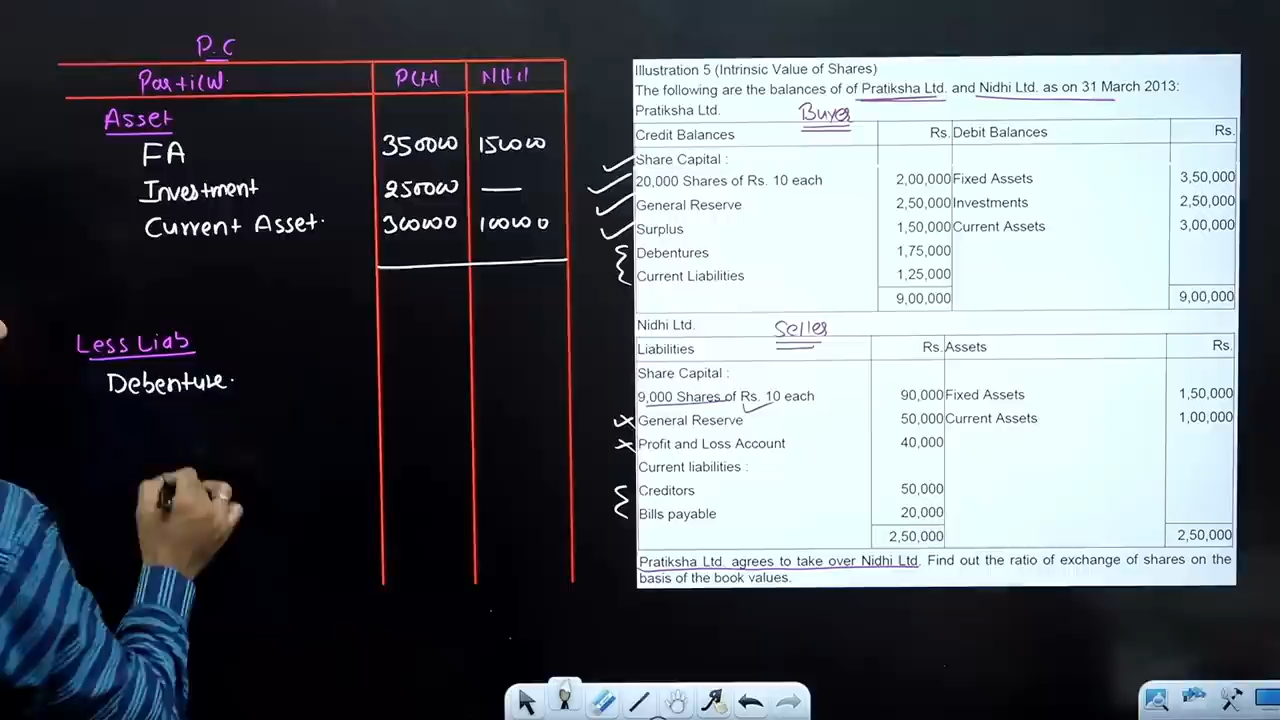 P.C
Particu. P(H) N(H)
Asset
FA 350000 150000
Investment 250000 —
Current Asset. 300000 100000
Less Liab
Debenture.
Illustration 5 (Intrinsic Value of Shares)
The following are the balances of of Pratiksha Ltd. and Nidhi Ltd. as on 31 March 2013:
Pratiksha Ltd. Buyer
Credit Balances Rs. Debit Balances Rs.
Share Capital :
20,000 Shares of Rs. 10 each 2,00,000 Fixed Assets 3,50,000
General Reserve 2,50,000 Investments 2,50,000
Surplus 1,50,000 Current Assets 3,00,000
Debentures 1,75,000
Current Liabilities 1,25,000
9,00,000 9,00,000
Nidhi Ltd. Seller
Liabilities Rs. Assets Rs.
Share Capital :
9,000 Shares of Rs. 10 each 90,000 Fixed Assets 1,50,000
General Reserve 50,000 Current Assets 1,00,000
Profit and Loss Account 40,000
Current liabilities :
Creditors 50,000
Bills payable 20,000
2,50,000 2,50,000
Pratiksha Ltd. agrees to take over Nidhi Ltd. Find out the ratio of exchange of shares on the
basis of the book values.